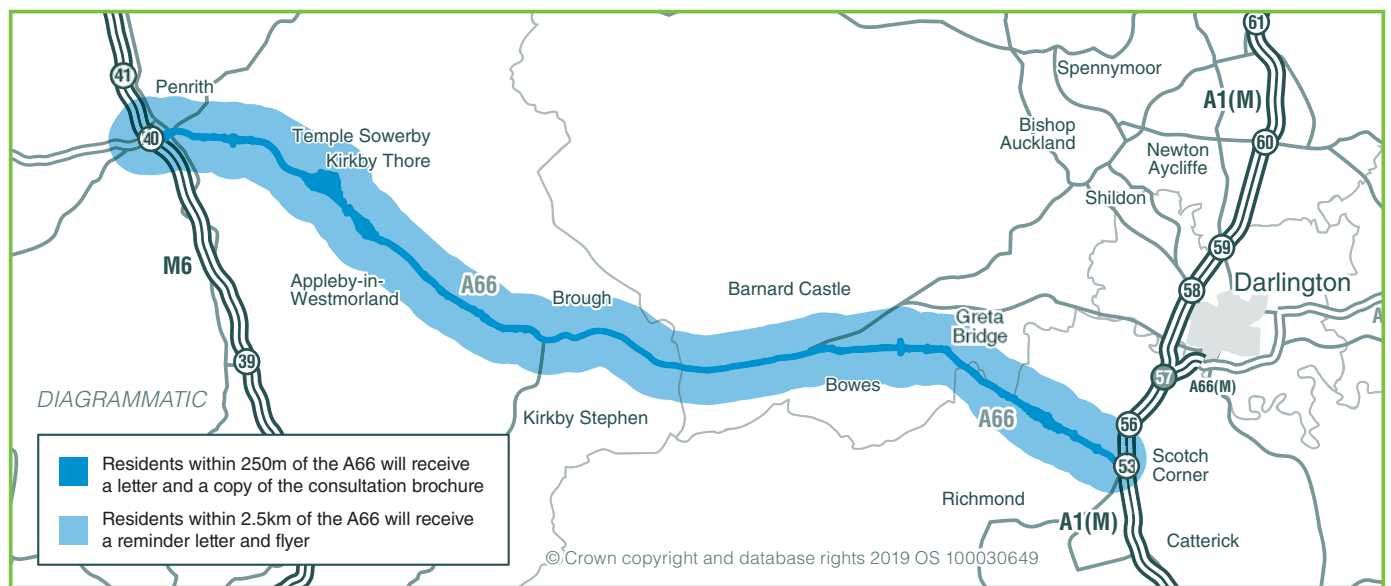 61
Spennymoor
41
Penrith
A1(M)
Bishop
Auckland
40
Temple Sowerby
Kirkby Thore
Newton
Aycliffe
60
Shildon
59
M6
Appleby-in-
Westmorland
A66
Brough
Barnard Castle
58
Darlington
A
Greta
Bridge
39
57
A66(M)
DIAGRAMMATIC
Bowes
Kirkby Stephen
A66
56
53
Scotch
Corner
Residents within 250m of the A66 will receive
a letter and a copy of the consultation brochure
Residents within 2.5km of the A66 will receive
a reminder letter and flyer
Richmond
A1(M)
Catterick
© Crown copyright and database rights 2019 OS 100030649